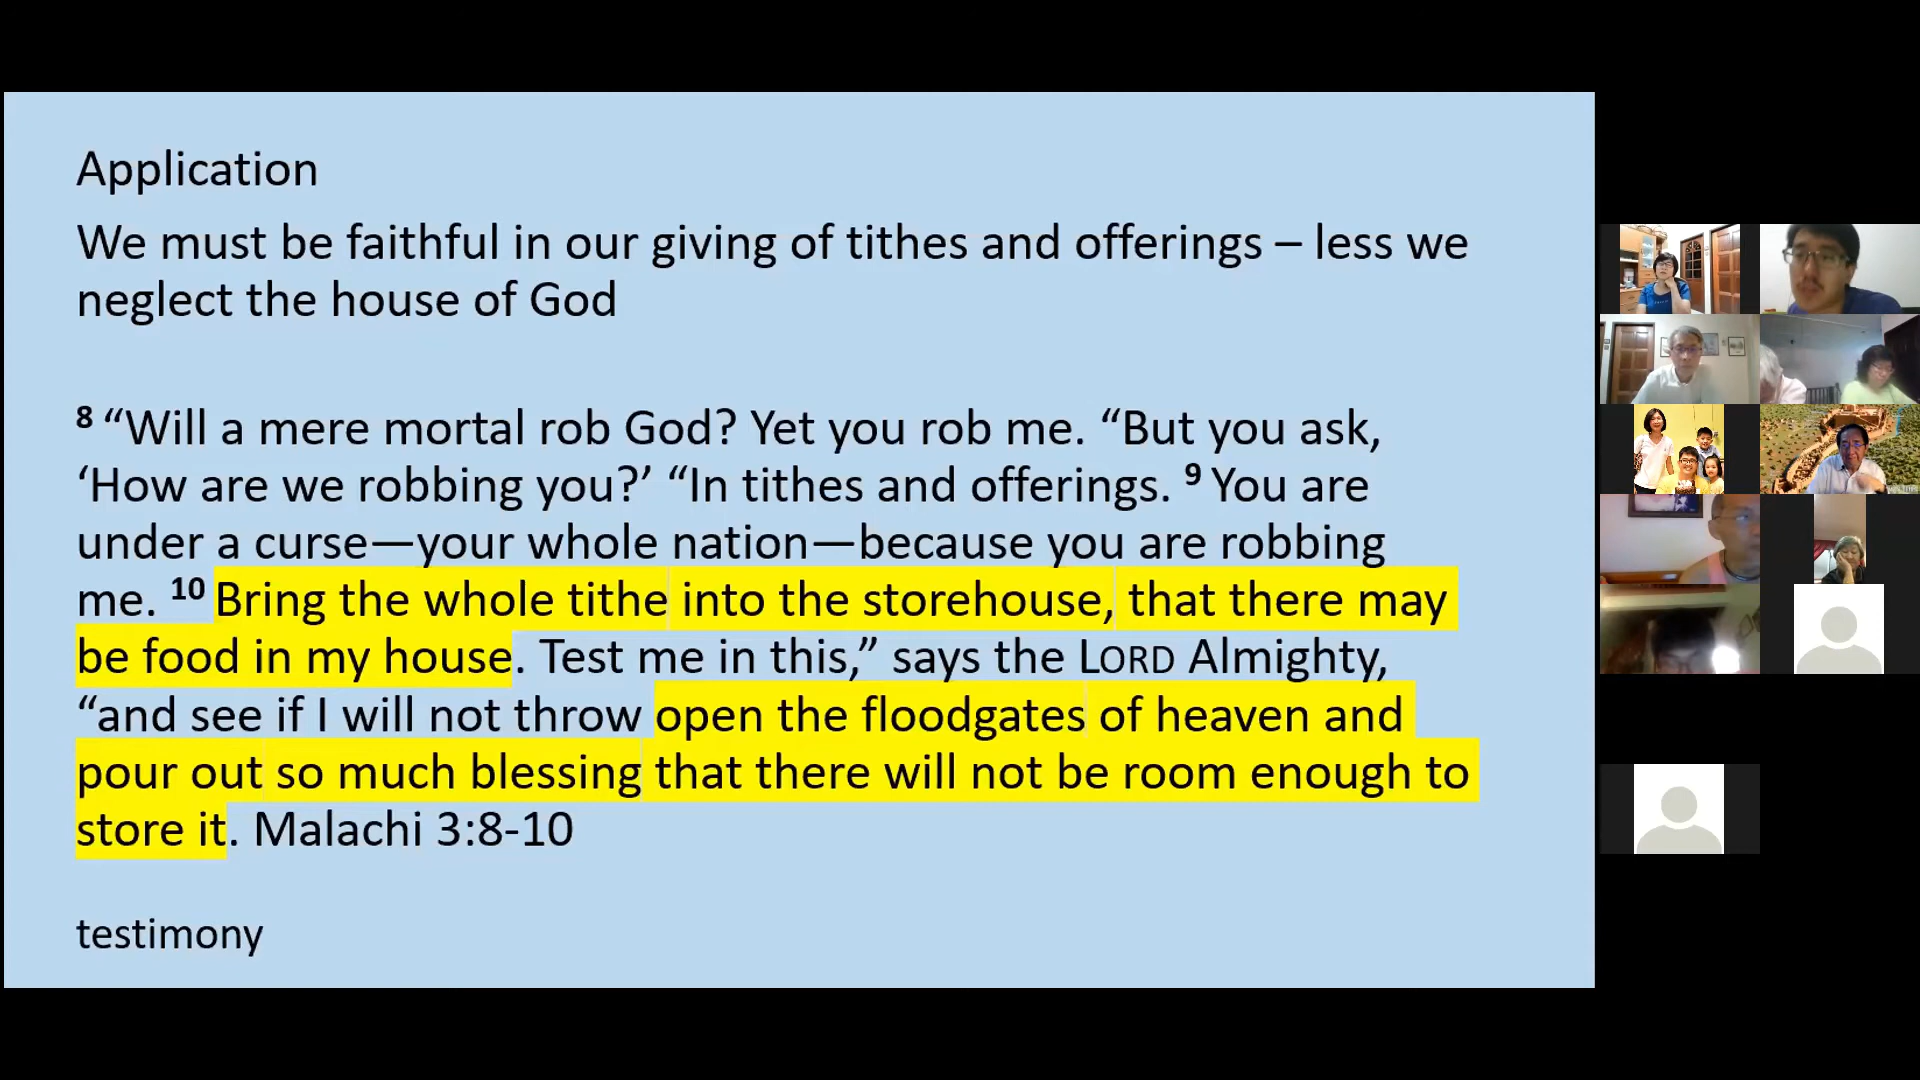 Application
We must be faithful in our giving of tithes and offerings – less we
neglect the house of God
8 “Will a mere mortal rob God? Yet you rob me. “But you ask,
‘How are we robbing you?’ “In tithes and offerings. 9 You are
under a curse—your whole nation—because you are robbing
me. 10 Bring the whole tithe into the storehouse, that there may
be food in my house. Test me in this,” says the LORD Almighty,
“and see if I will not throw open the floodgates of heaven and
pour out so much blessing that there will not be room enough to
store it. Malachi 3:8-10
testimony